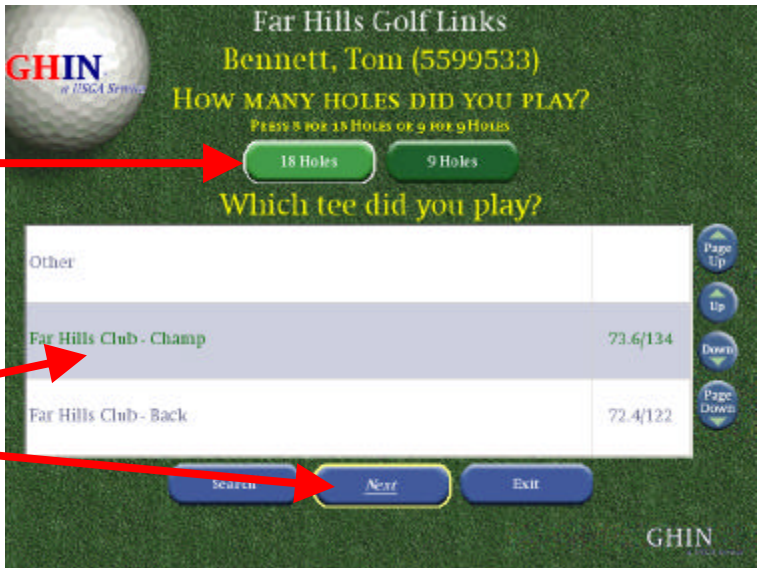 Far Hills Golf Links
GHIN
a USGA Service
Bennett, Tom (5599533)
HOW MANY HOLES DID YOU PLAY?
PRESS 8 FOR 18 HOLES OR 9 FOR 9 HOLES
18 Holes 9 Holes
Which tee did you play?
Other
Page Up
Up
Far Hills Club - Champ 73.6/134
Down
Far Hills Club - Back 72.4/122
Page Down
Search Next Exit
GHIN